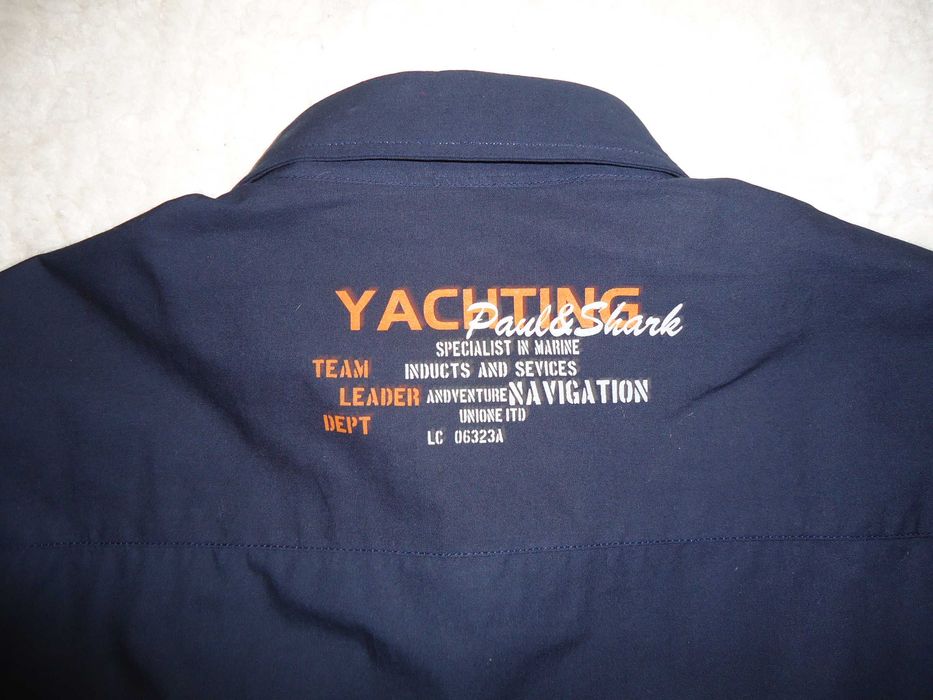 YACHTING
Paul&Shark
SPECIALIST IN MARINE
TEAM INDUCTS AND SEVICES
LEADER ANDVENTURE NAVIGATION
DEPT UNIONE ITD
LC 06323A